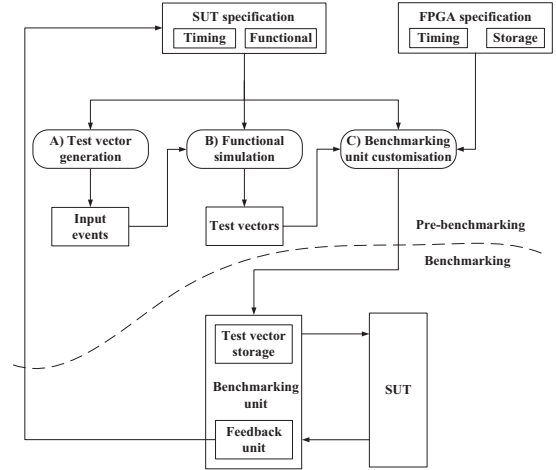 SUT specification
Timing
Functional
FPGA specification
Timing
Storage
A) Test vector
generation
B) Functional
simulation
C) Benchmarking
unit customisation
Input
events
Test vectors
Pre-benchmarking
Benchmarking
Test vector
storage
Benchmarking
unit
Feedback
unit
SUT